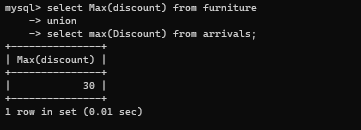 mysql> select Max(discount) from furniture
    -> union
    -> select max(Discount) from arrivals;
+---------------+
| Max(discount) |
+---------------+
|            30 |
+---------------+
1 row in set (0.01 sec)